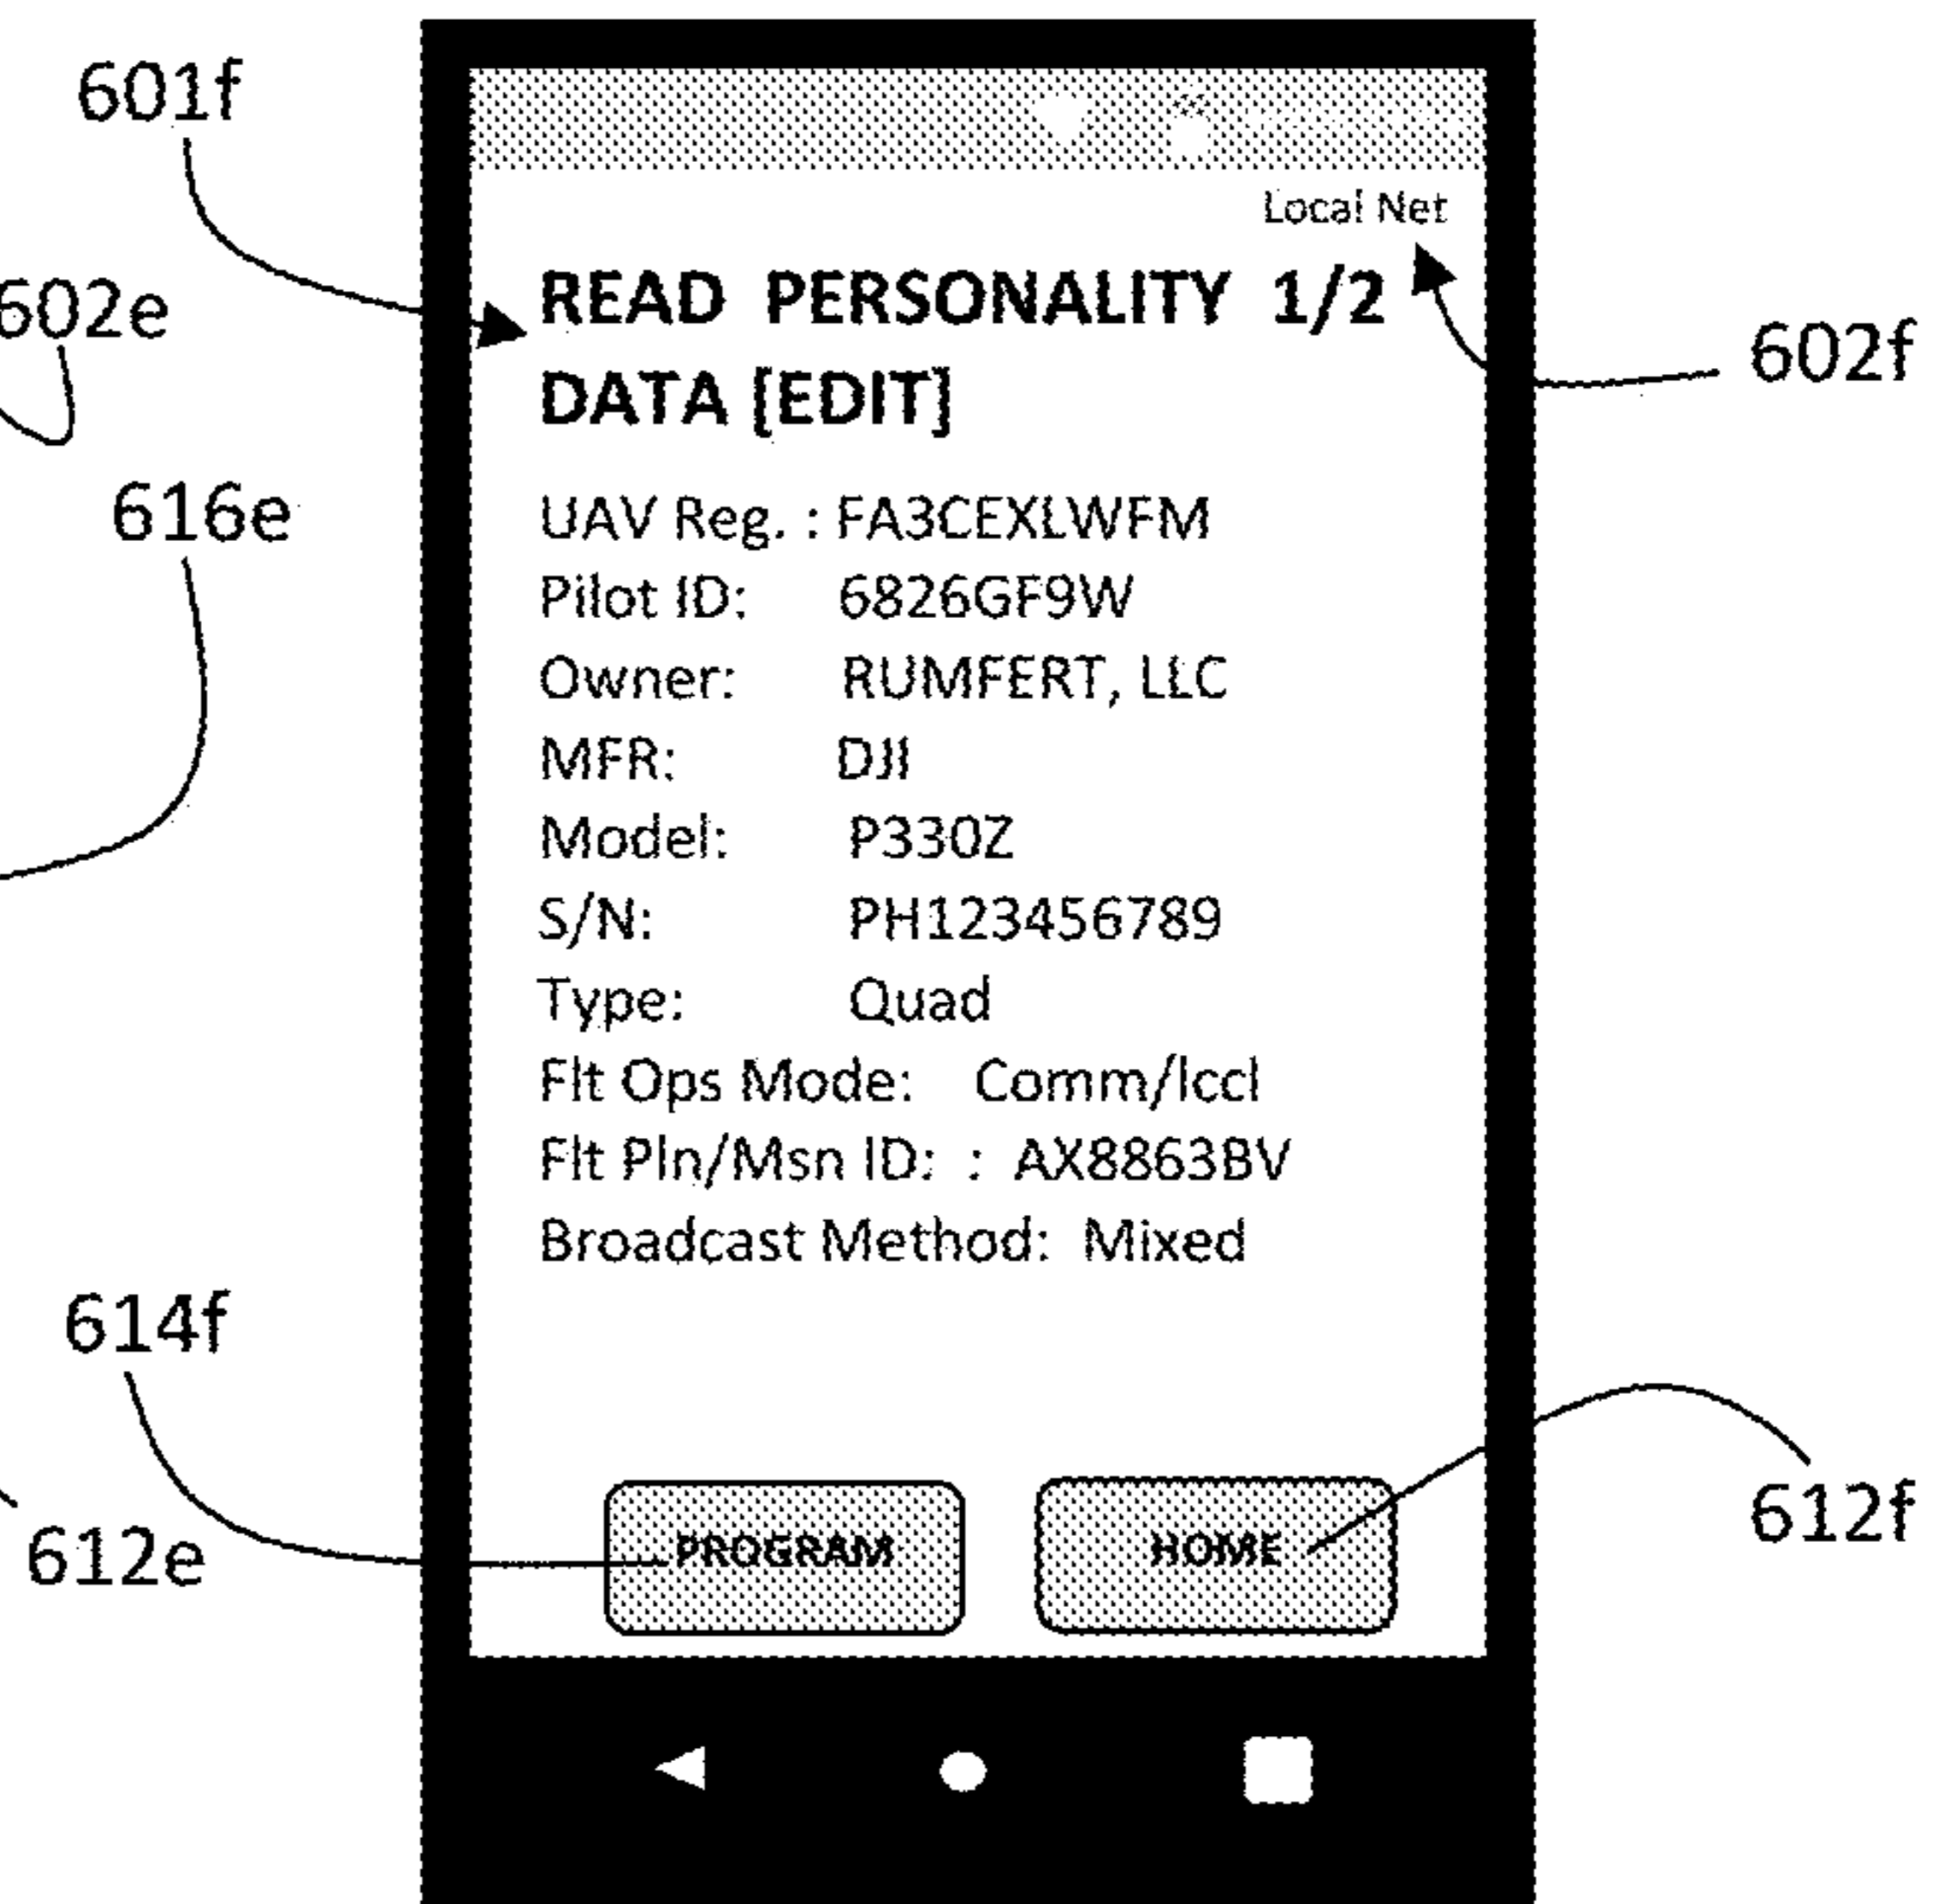 601f
Local Net
READ PERSONALITY 1/2
602e
602f
DATA [EDIT]
616e
UAV Reg. : FA3CEXLWFM
Pilot ID: 6826GF9W
Owner: RUMFERT, LLC
MFR: DJI
Model: P330Z
S/N: PH123456789
Type: Quad
Flt Ops Mode: Comm/lccl
Flt Pln/Msn ID: : AX8863BV
Broadcast Method: Mixed
614f
612f
PROGRAM HOME
612e